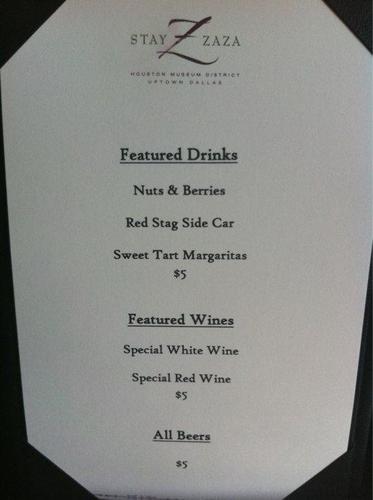 STAY Z ZAZA
HOUSTON MUSEUM DISTRICT
UPTOWN DALLAS
Featured Drinks
Nuts & Berries
Red Stag Side Car
Sweet Tart Margaritas
$5
Featured Wines
Special White Wine
Special Red Wine
$5
All Beers
$5